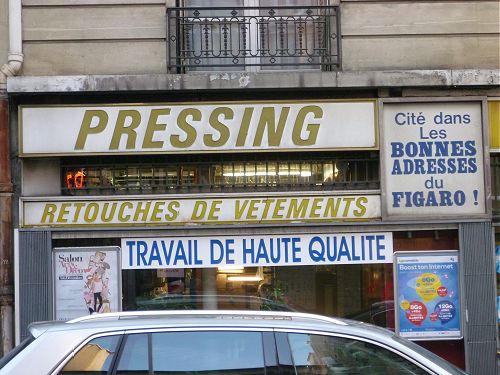 PRESSING
Cité dans
Les
BONNES
ADRESSES
du
FIGARO !
RETOUCHES DE VETEMENTS
TRAVAIL DE HAUTE QUALITE
Salon
Boost ton Internet